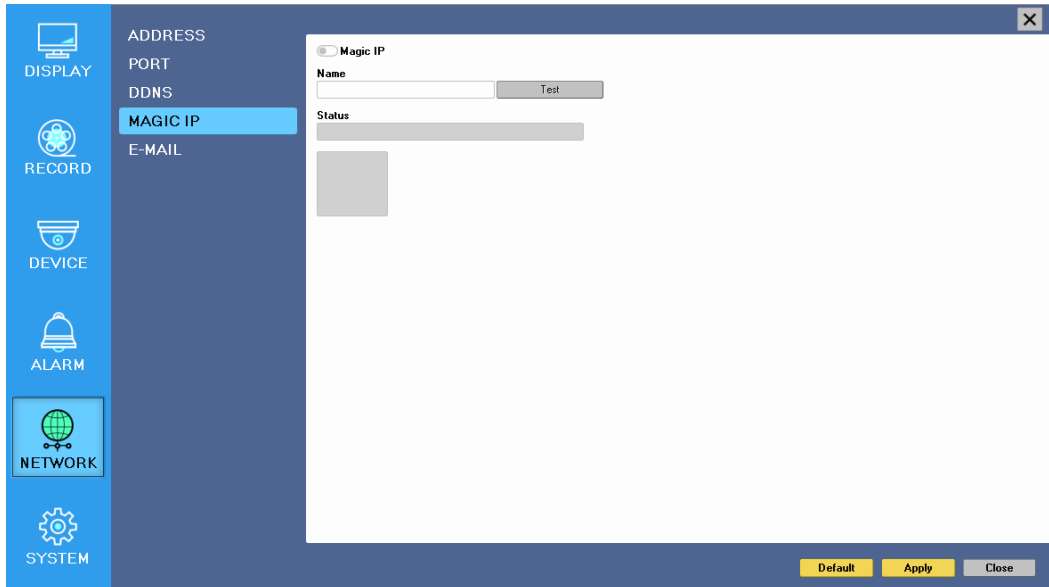 DISPLAY
RECORD
DEVICE
ALARM
NETWORK
SYSTEM
ADDRESS
PORT
DDNS
MAGIC IP
E-MAIL
Magic IP
Name
Test
Status
Default
Apply
Close